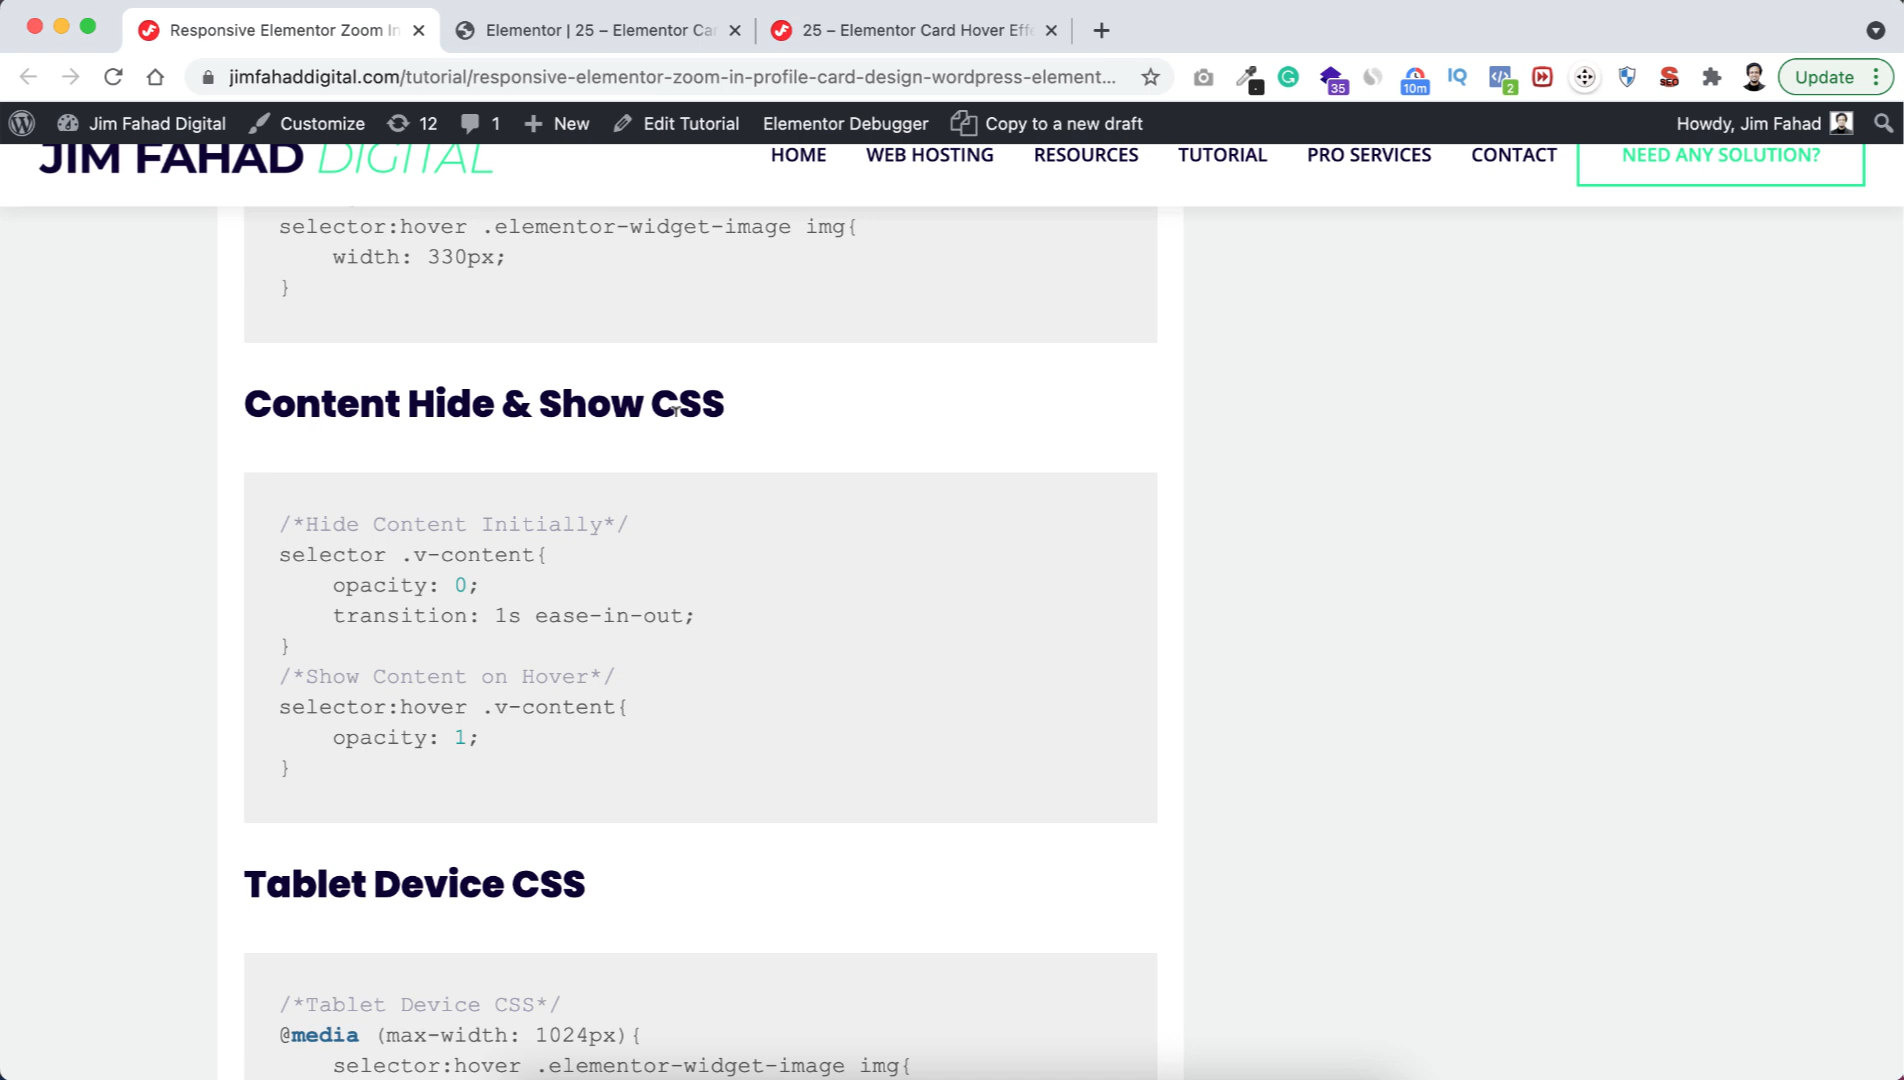 Responsive Elementor Zoom In
Elementor | 25 – Elementor Car
25 – Elementor Card Hover Effe
jimfahaddigital.com/tutorial/responsive-elementor-zoom-in-profile-card-design-wordpress-element...
35
10m
IQ
2
SEO
Update
Jim Fahad Digital
Customize
12
1
New
Edit Tutorial
Elementor Debugger
Copy to a new draft
Howdy, Jim Fahad
JIM FAHAD DIGITAL
HOME
WEB HOSTING
RESOURCES
TUTORIAL
PRO SERVICES
CONTACT
NEED ANY SOLUTION?
selector:hover .elementor-widget-image img{
width: 330px;
}
Content Hide & Show CSS
/*Hide Content Initially*/
selector .v-content{
opacity: 0;
transition: 1s ease-in-out;
}
/*Show Content on Hover*/
selector:hover .v-content{
opacity: 1;
}
Tablet Device CSS
/*Tablet Device CSS*/
@media (max-width: 1024px){
selector:hover .elementor-widget-image img{